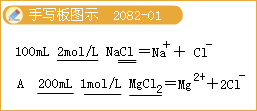 手写板图示 2082-01
100mL 2mol/L NaCl=Na⁺+ Cl⁻
A 200mL 1mol/L MgCl₂=Mg²⁺+2Cl⁻